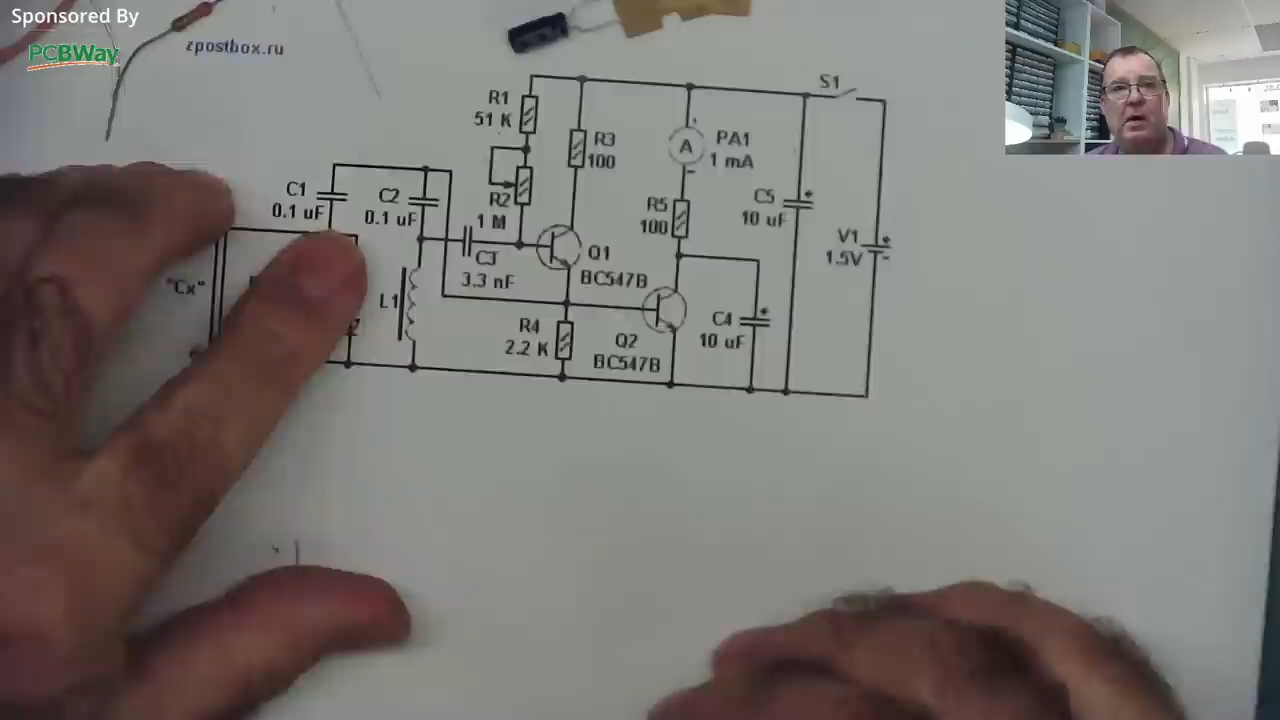 Sponsored By
PCBWay
zpostbox.ru
S1
R1
51 K
R3
100
A
PA1
1 mA
C1
0.1 uF
C2
0.1 uF
R2
1 M
R5
100
C5
10 uF
"Cx"
C3
3.3 nF
Q1
BC547B
V1
1.5V
L1
R4
2.2 K
Q2
BC547B
C4
10 uF